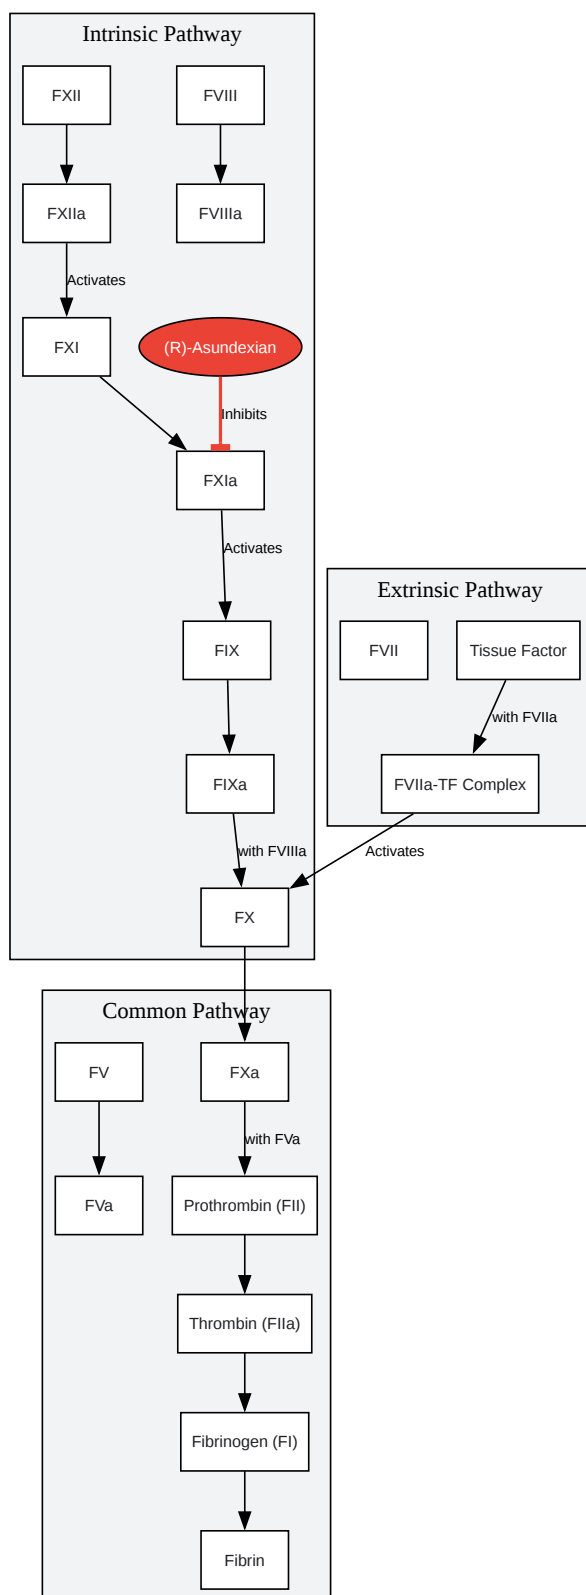 Intrinsic Pathway
FXII
FVIII
FXIIa
FVIIIa
Activates
FXI
(R)-Asundexian
Inhibits
FXIa
Activates
FIX
FIXa
with FVIIIa
FX
Extrinsic Pathway
FVII
Tissue Factor
with FVIIa
FVIIa-TF Complex
Activates
Common Pathway
FV
FXa
with FVa
FVa
Prothrombin (FII)
Thrombin (FIIa)
Fibrinogen (FI)
Fibrin